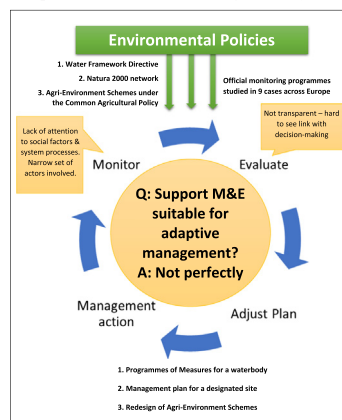 Environmental Policies
1. Water Framework Directive
2. Natura 2000 network
3. Agri-Environment Schemes under
the Common Agricultural Policy
Official monitoring programmes
studied in 9 cases across Europe
Lack of attention
to social factors &
system processes.
Narrow set of
actors involved.
Not transparent – hard
to see link with
decision-making
Monitor
Evaluate
Q: Support M&E
suitable for
adaptive
management?
A: Not perfectly
Management
action
Adjust Plan
1. Programmes of Measures for a waterbody
2. Management plan for a designated site
3. Redesign of Agri-Environment Schemes